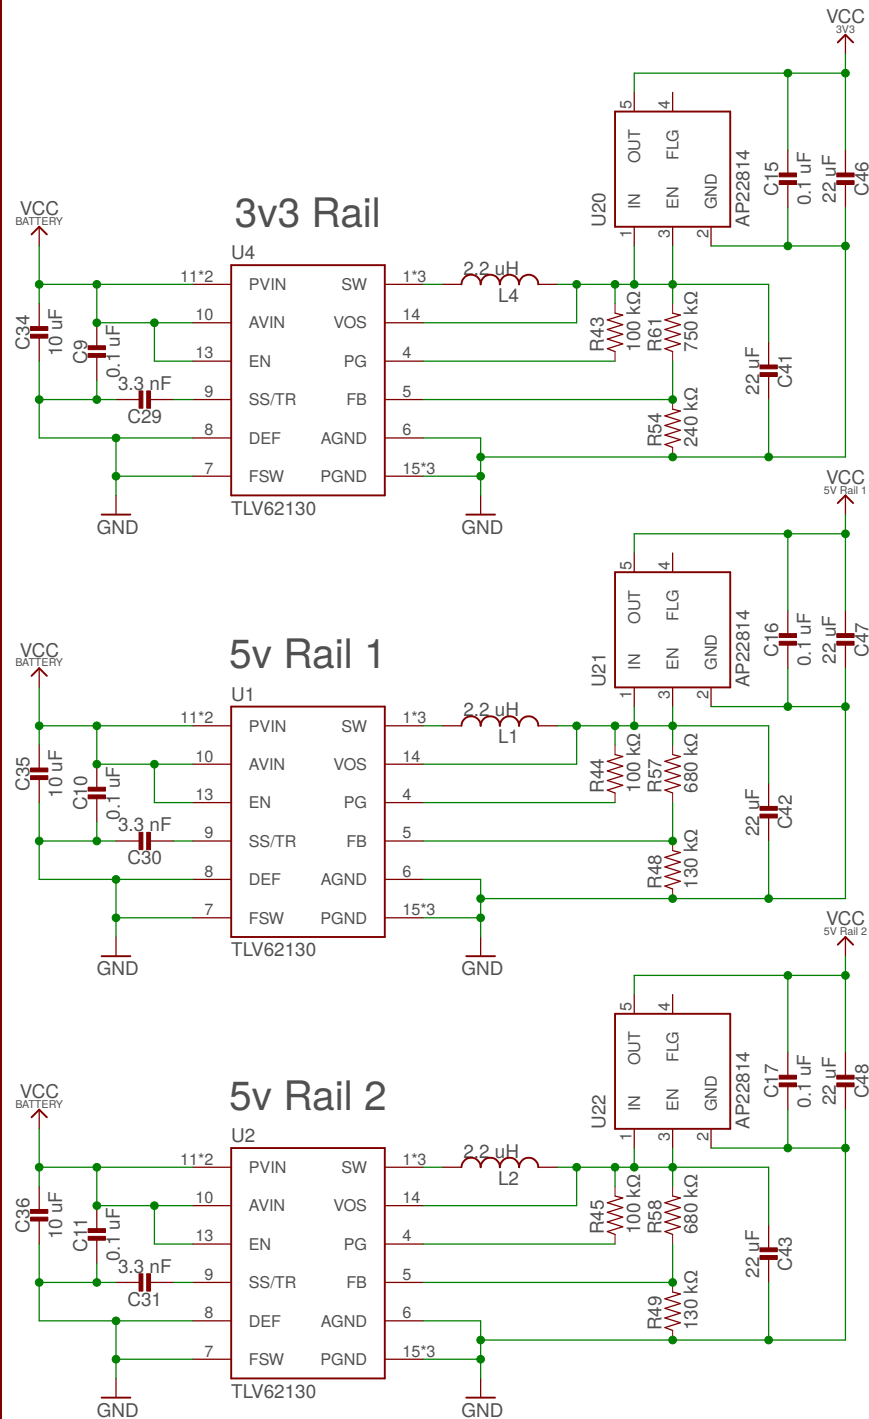 VCC
3V3
5
4
OUT
FLG
IN
EN
GND
U20
AP22814
1
3
2
C15
0.1 uF
22 uF
C46
VCC
BATTERY
3v3 Rail
U4
11*2
PVIN
SW
1*3
2.2 uH
L4
10
AVIN
VOS
14
13
EN
PG
4
9
SS/TR
FB
5
8
DEF
AGND
6
7
FSW
PGND
15*3
TLV62130
C34
10 uF
C9
0.1 uF
3.3 nF
C29
R43
100 kΩ
R61
750 kΩ
R54
240 kΩ
22 uF
C41
GND
GND
VCC
5V Rail 1
5
4
OUT
FLG
IN
EN
GND
U21
AP22814
1
3
2
C16
0.1 uF
22 uF
C47
VCC
BATTERY
5v Rail 1
U1
11*2
PVIN
SW
1*3
2.2 uH
L1
10
AVIN
VOS
14
13
EN
PG
4
9
SS/TR
FB
5
8
DEF
AGND
6
7
FSW
PGND
15*3
TLV62130
C35
10 uF
C10
0.1 uF
3.3 nF
C30
R44
100 kΩ
R57
680 kΩ
R48
130 kΩ
22 uF
C42
GND
GND
VCC
5V Rail 2
5
4
OUT
FLG
IN
EN
GND
U22
AP22814
1
3
2
C17
0.1 uF
22 uF
C48
VCC
BATTERY
5v Rail 2
U2
11*2
PVIN
SW
1*3
2.2 uH
L2
10
AVIN
VOS
14
13
EN
PG
4
9
SS/TR
FB
5
8
DEF
AGND
6
7
FSW
PGND
15*3
TLV62130
C36
10 uF
C11
0.1 uF
3.3 nF
C31
R45
100 kΩ
R58
680 kΩ
R49
130 kΩ
22 uF
C43
GND
GND